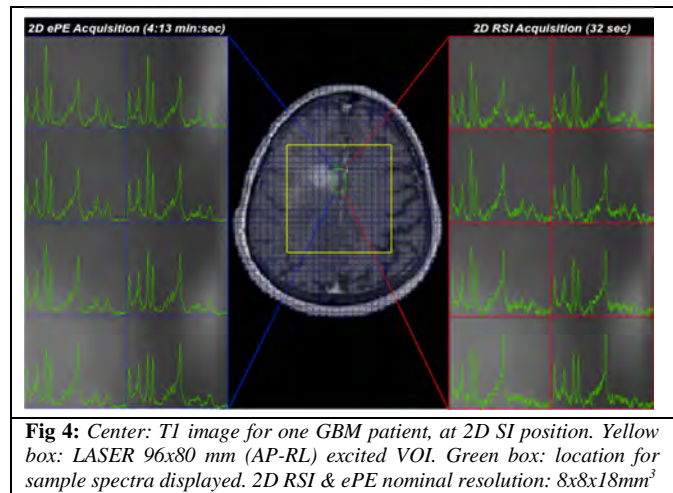 2D ePE Acquisition (4:13 min:sec)
2D RSI Acquisition (32 sec)
Fig 4: Center: T1 image for one GBM patient, at 2D SI position. Yellow
box: LASER 96x80 mm (AP-RL) excited VOI. Green box: location for
sample spectra displayed. 2D RSI & ePE nominal resolution: 8x8x18mm³